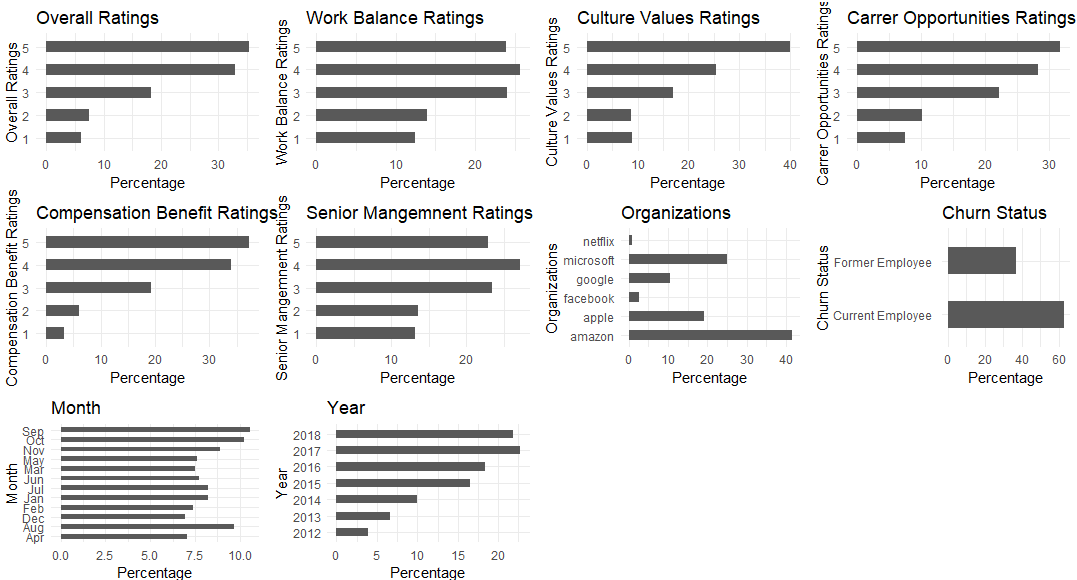 Overall Ratings
Overall Ratings
5
4
3
2
1
0 10 20 30
Percentage
Work Balance Ratings
Work Balance Ratings
5
4
3
2
1
0 10 20
Percentage
Culture Values Ratings
Culture Values Ratings
5
4
3
2
1
0 10 20 30 40
Percentage
Carrer Opportunities Ratings
Carrer Opportunities Ratings
5
4
3
2
1
0 10 20 30
Percentage
Compensation Benefit Ratings
Compensation Benefit Ratings
5
4
3
2
1
0 10 20 30
Percentage
Senior Mangemnent Ratings
Senior Mangemnent Ratings
5
4
3
2
1
0 10 20
Percentage
Organizations
Organizations
netflix
microsoft
google
facebook
apple
amazon
0 10 20 30 40
Percentage
Churn Status
Churn Status
Former Employee
Current Employee
0 20 40 60
Percentage
Month
Month
Sep
Oct
Nov
May
Mar
Jun
Jul
Jan
Feb
Dec
Aug
Apr
0.0 2.5 5.0 7.5 10.0
Percentage
Year
Year
2018
2017
2016
2015
2014
2013
2012
0 5 10 15 20
Percentage